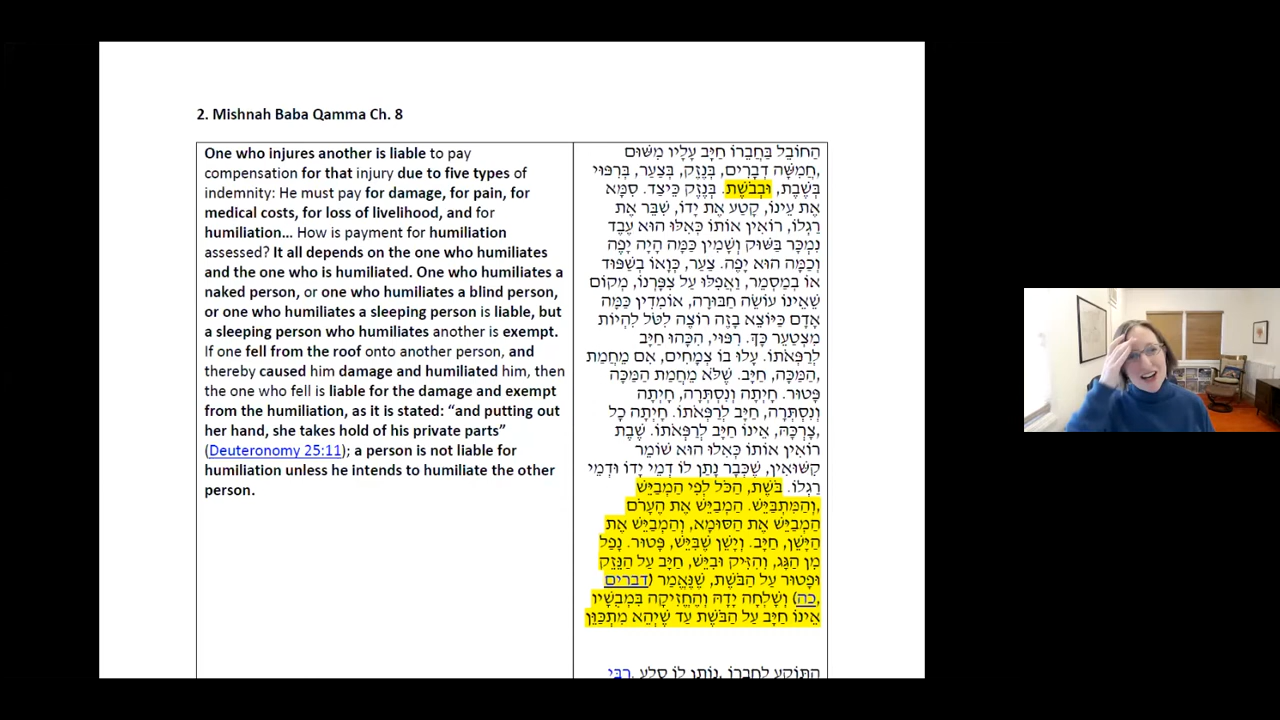 2. Mishnah Baba Qamma Ch. 8
One who injures another is liable to pay
compensation for that injury due to five types of
indemnity: He must pay for damage, for pain, for
medical costs, for loss of livelihood, and for
humiliation... How is payment for humiliation
assessed? It all depends on the one who humiliates
and the one who is humiliated. One who humiliates a
naked person, or one who humiliates a blind person,
or one who humiliates a sleeping person is liable, but
a sleeping person who humiliates another is exempt.
If one fell from the roof onto another person, and
thereby caused him damage and humiliated him, then
the one who fell is liable for the damage and exempt
from the humiliation, as it is stated: “and putting out
her hand, she takes hold of his private parts”
(Deuteronomy 25:11); a person is not liable for
humiliation unless he intends to humiliate the other
person.
הַחוֹבֵל בַּחֲבֵרוֹ חַיָּב עָלָיו מִשּׁוּם
חֲמִשָּׁה דְבָרִים, בְּנֶזֶק, בְּצַעַר, בְּרִפּוּי,
בְּשֶׁבֶת, וּבְבֹשֶׁת. בְּנֶזֶק כֵּיצַד. סִמָּא
אֶת עֵינוֹ, קָטַע אֶת יָדוֹ, שִׁבֵּר אֶת
רַגְלוֹ, רוֹאִין אוֹתוֹ כְּאִלּוּ הוּא עֶבֶד
נִמְכָּר בַּשּׁוּק וְשָׁמִין כַּמָּה הָיָה יָפֶה
וְכַמָּה הוּא יָפֶה. צַעַר, כְּוָאוֹ בְשַׁפּוּד
אוֹ בְמַסְמֵר, וַאֲפִלּוּ עַל צִפָּרְנוֹ, מְקוֹם
שֶׁאֵינוֹ עוֹשֶׂה חַבּוּרָה, אוֹמְדִין כַּמָּה
אָדָם כַּיּוֹצֵא בָזֶה רוֹצֶה לִטֹּל לִהְיוֹת
מִצְטַעֵר כָּךְ. רִפּוּי, הִכָּהוּ חַיָּב
לְרַפְּאֹתוֹ. עָלוּ בוֹ צְמָחִים, אִם מֵחֲמַת
הַמַּכָּה, חַיָּב. שֶׁלֹּא מֵחֲמַת הַמַּכָּה,
פָּטוּר. חָיְתָה וְנִסְתְּרָה, חָיְתָה
וְנִסְתְּרָה, חַיָּב לְרַפְּאֹתוֹ. חָיְתָה כָל
צָרְכָּהּ, אֵינוֹ חַיָּב לְרַפְּאֹתוֹ. שֶׁבֶת,
רוֹאִין אוֹתוֹ כְּאִלּוּ הוּא שׁוֹמֵר
קִשּׁוּאִין, שֶׁכְּבָר נָתַן לוֹ דְמֵי יָדוֹ וּדְמֵי
רַגְלוֹ. בֹּשֶׁת, הַכֹּל לְפִי הַמְבַיֵּשׁ
וְהַמִּתְבַּיֵּשׁ. הַמְבַיֵּשׁ אֶת הֶעָרֹם,
הַמְבַיֵּשׁ אֶת הַסּוּמָא, וְהַמְבַיֵּשׁ אֶת
הַיָּשֵׁן, חַיָּב. וְיָשֵׁן שֶׁבִּיֵּשׁ, פָּטוּר. נָפַל
מִן הַגָּג, וְהִזִּיק וּבִיֵּשׁ, חַיָּב עַל הַנֵּזֶק
וּפָטוּר עַל הַבֹּשֶׁת, שֶׁנֶּאֱמַר (דברים
כה), וְשָׁלְחָה יָדָהּ וְהֶחֱזִיקָה בִּמְבֻשָׁיו
אֵינוֹ חַיָּב עַל הַבֹּשֶׁת עַד שֶׁיְּהֵא מִתְכַּוֵּן
הַתּוֹקֵעַ לַחֲבֵרוֹ, נוֹתֵן לוֹ סֶלַע. רַבִּי